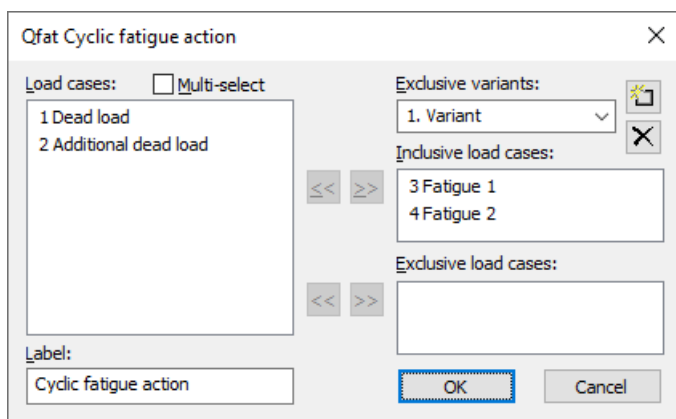 Qfat Cyclic fatigue action
Load cases:
Multi-select
1 Dead load
2 Additional dead load
Label:
Cyclic fatigue action
<< >>
<< >>
Exclusive variants:
1. Variant
Inclusive load cases:
3 Fatigue 1
4 Fatigue 2
Exclusive load cases:
OK
Cancel